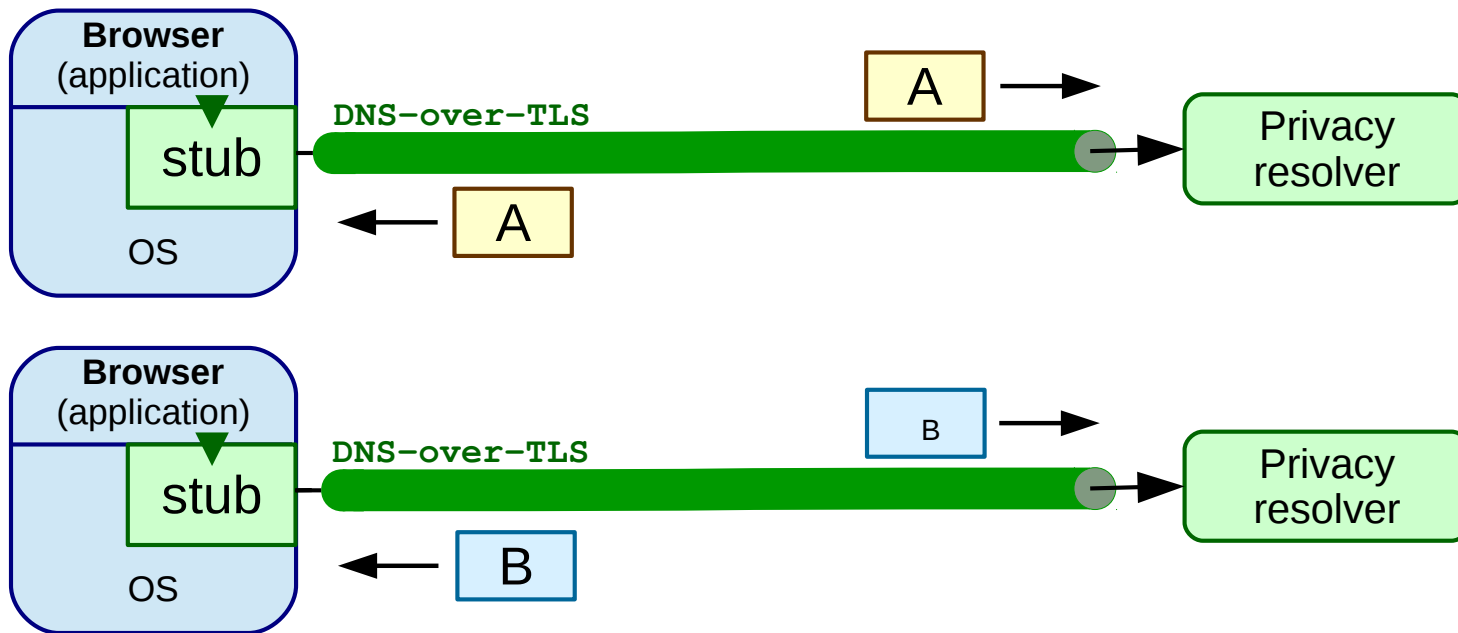 Browser
(application)
A
DNS-over-TLS
Privacy
resolver
stub
A
OS
Browser
(application)
B
DNS-over-TLS
Privacy
resolver
stub
B
OS